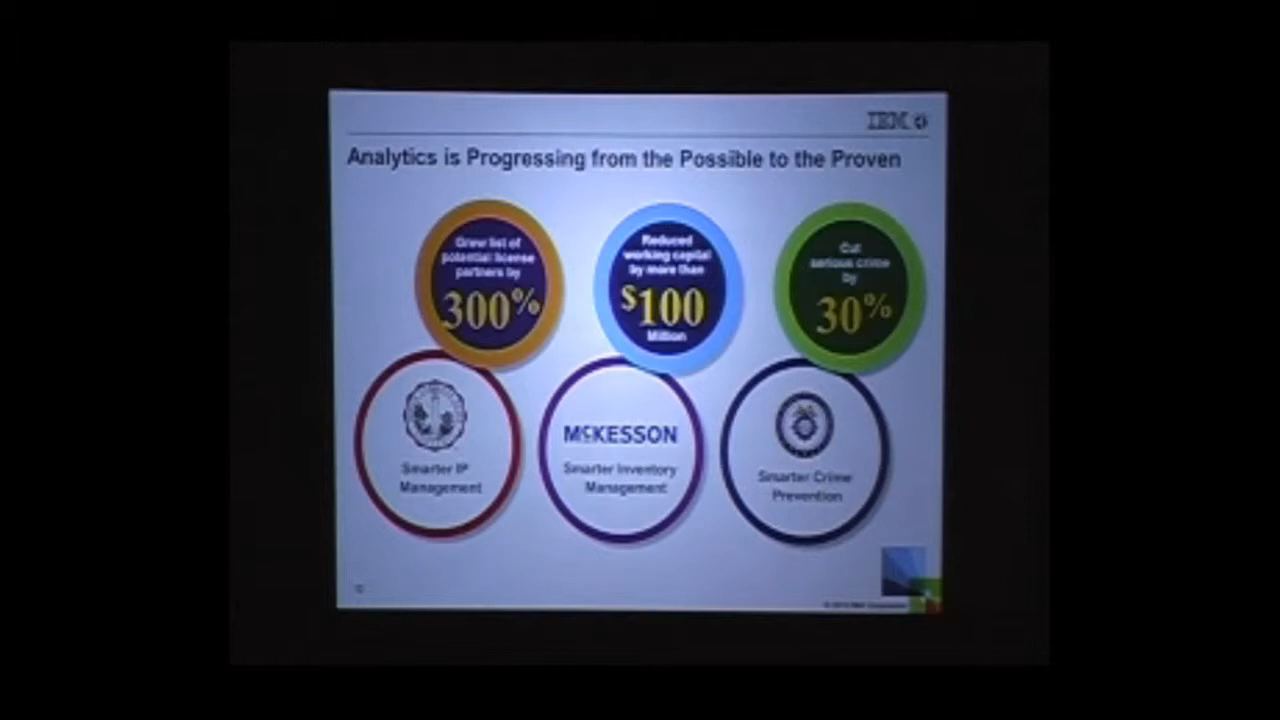 IBM
Analytics is Progressing from the Possible to the Proven
Grew list of
potential license
partners by
300%
Reduced
working capital
by more than
$100
Million
Cut
serious crime
by
30%
Smarter IP
Management
MCKESSON
Smarter Inventory
Management
Smarter Crime
Prevention